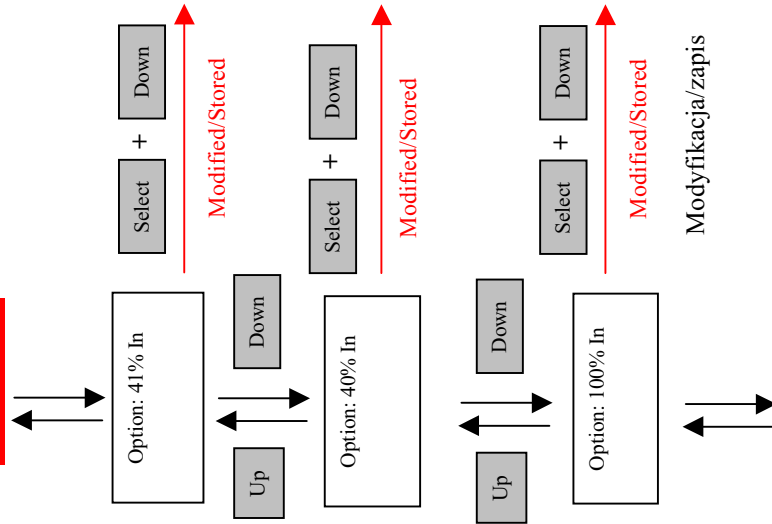 Select + Down
Modified/Stored
Option: 41% In
Up
Down
Select + Down
Modified/Stored
Option: 40% In
Up
Down
Select + Down
Modified/Stored
Option: 100% In
Modyfikacja/zapis